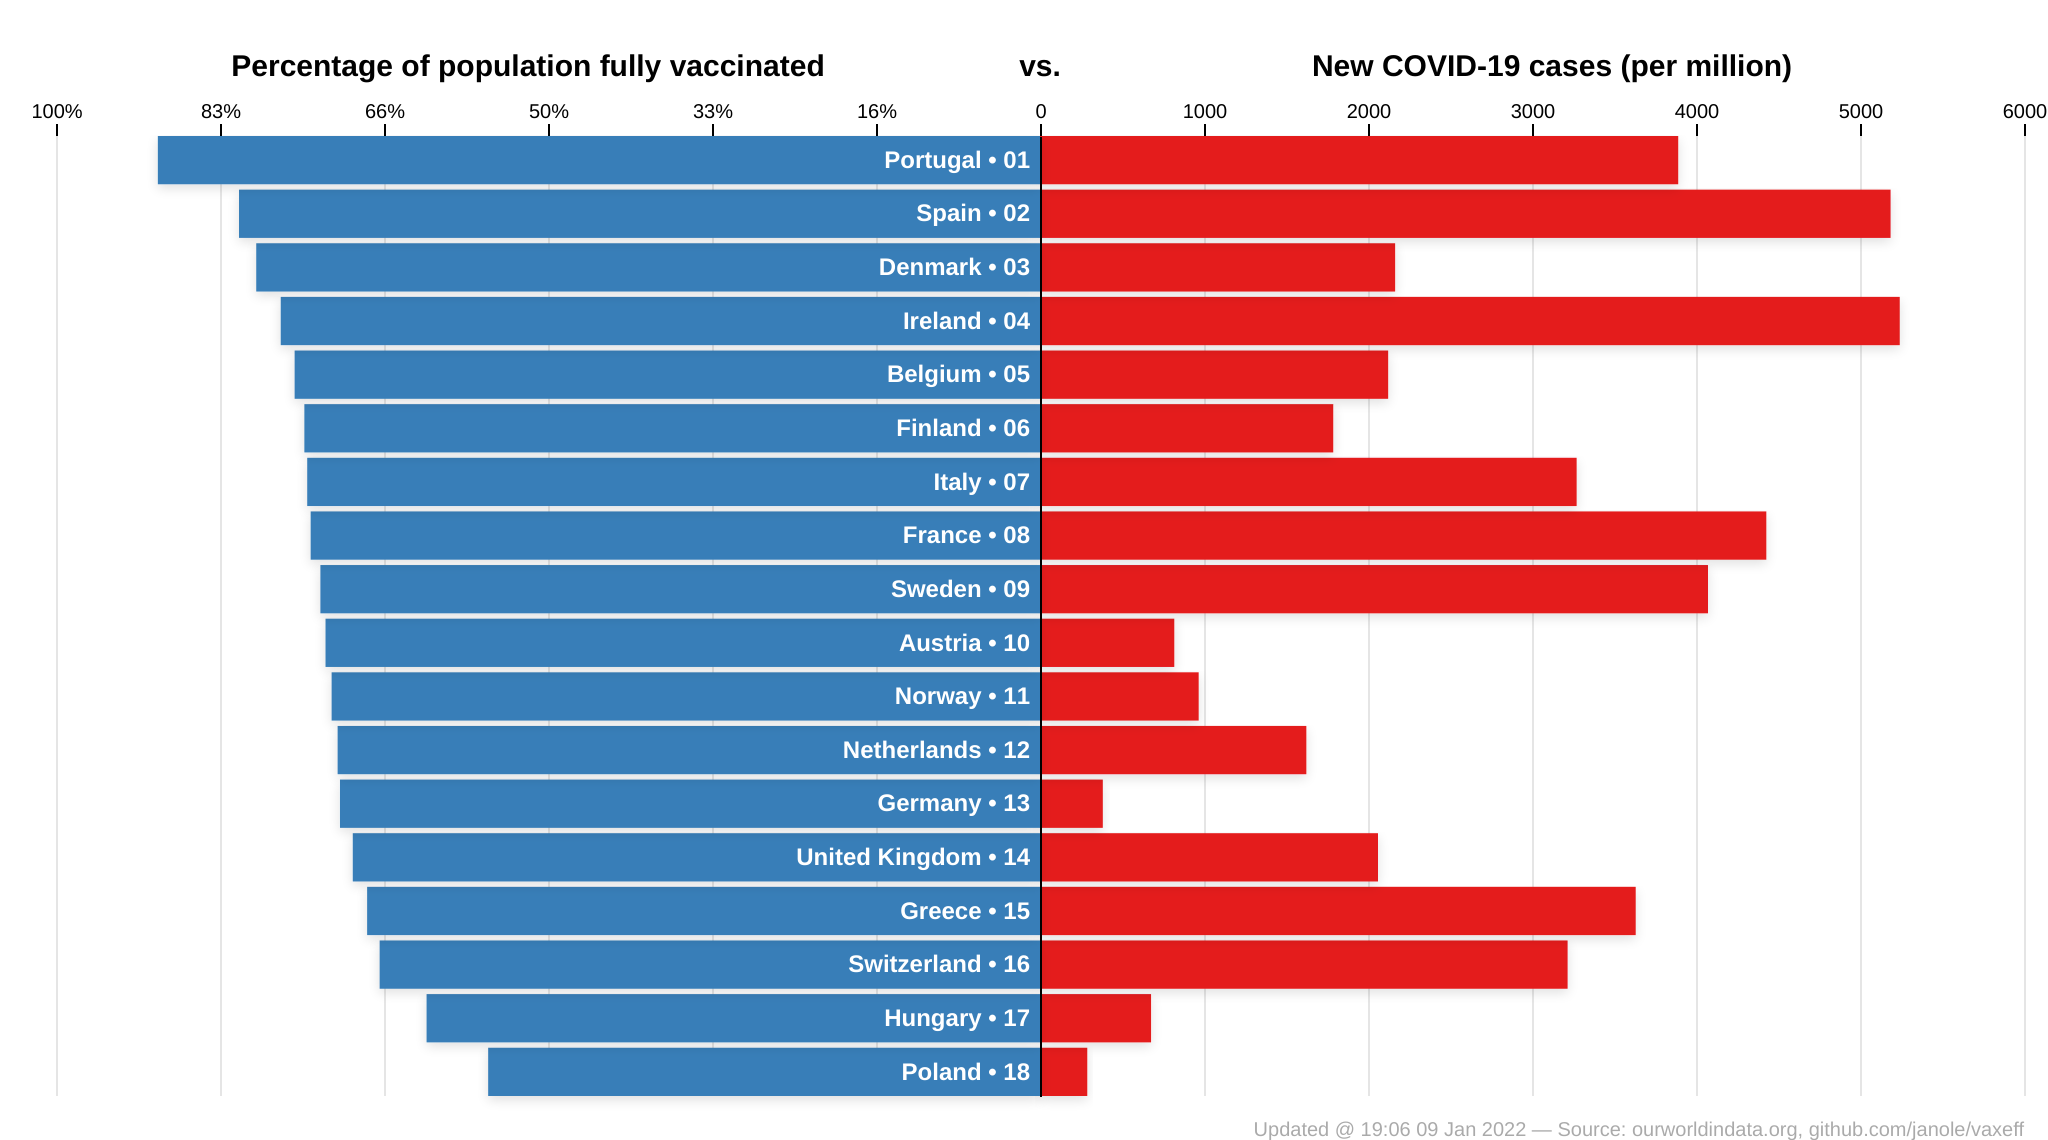 Percentage of population fully vaccinated vs. New COVID-19 cases (per million)
100% 83% 66% 50% 33% 16% 0 1000 2000 3000 4000 5000 6000
Portugal • 01
Spain • 02
Denmark • 03
Ireland • 04
Belgium • 05
Finland • 06
Italy • 07
France • 08
Sweden • 09
Austria • 10
Norway • 11
Netherlands • 12
Germany • 13
United Kingdom • 14
Greece • 15
Switzerland • 16
Hungary • 17
Poland • 18
Updated @ 19:06 09 Jan 2022 — Source: ourworldindata.org, github.com/janole/vaxeff